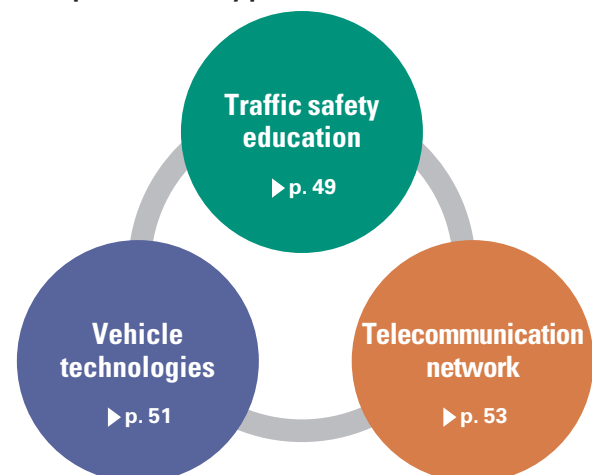 Traffic safety
education
▶p. 49
Vehicle
technologies
▶p. 51
Telecommunication
network
▶p. 53